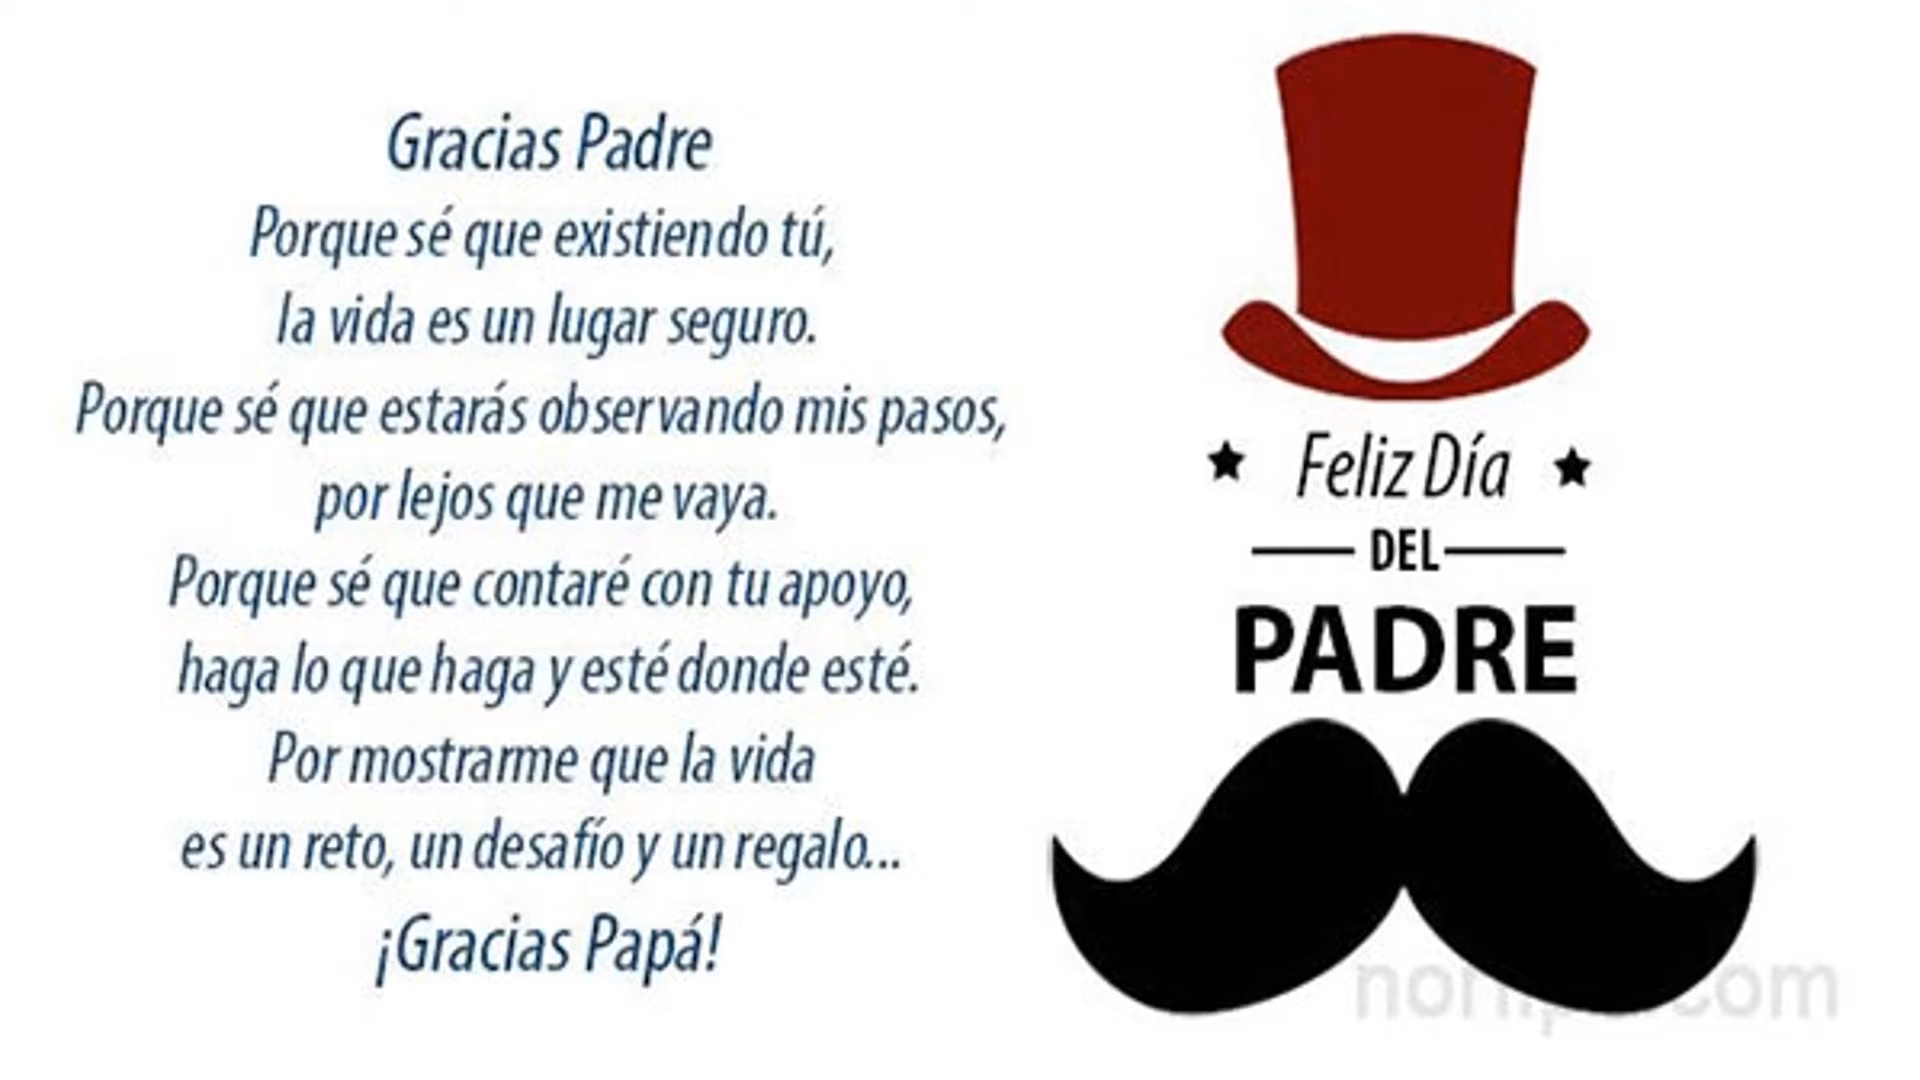 Gracias Padre
Porque sé que existiendo tú,
la vida es un lugar seguro.
Porque sé que estarás observando mis pasos,
por lejos que me vaya.
Porque sé que contaré con tu apoyo,
haga lo que haga y esté donde esté.
Por mostrarme que la vida
es un reto, un desafío y un regalo...
¡Gracias Papá!
Feliz Día
DEL
PADRE